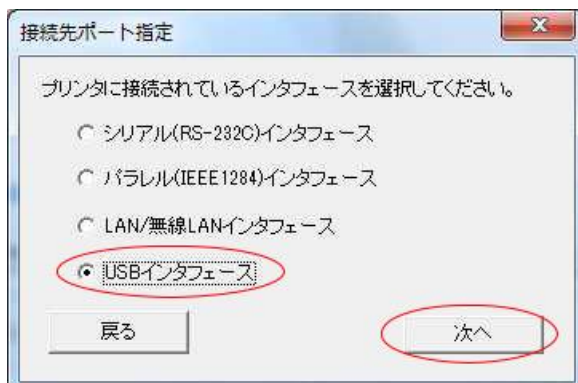 接続先ポート指定
プリンタに接続されているインタフェースを選択してください。
シリアル(RS-232C)インタフェース
パラレル(IEEE1284)インタフェース
LAN/無線LANインタフェース
USBインタフェース
戻る
次へ